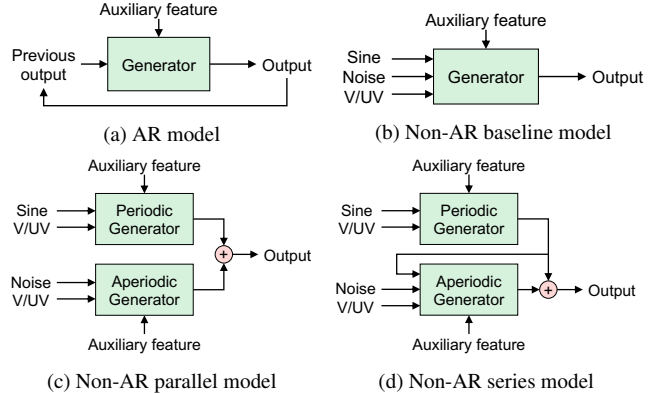 Auxiliary feature
Previous output
Generator
Output
(a) AR model
Auxiliary feature
Sine
Noise
V/UV
Generator
Output
(b) Non-AR baseline model
Auxiliary feature
Sine
V/UV
Periodic
Generator
+
Output
Noise
V/UV
Aperiodic
Generator
Auxiliary feature
(c) Non-AR parallel model
Auxiliary feature
Sine
V/UV
Periodic
Generator
Noise
V/UV
Aperiodic
Generator
+
Output
Auxiliary feature
(d) Non-AR series model